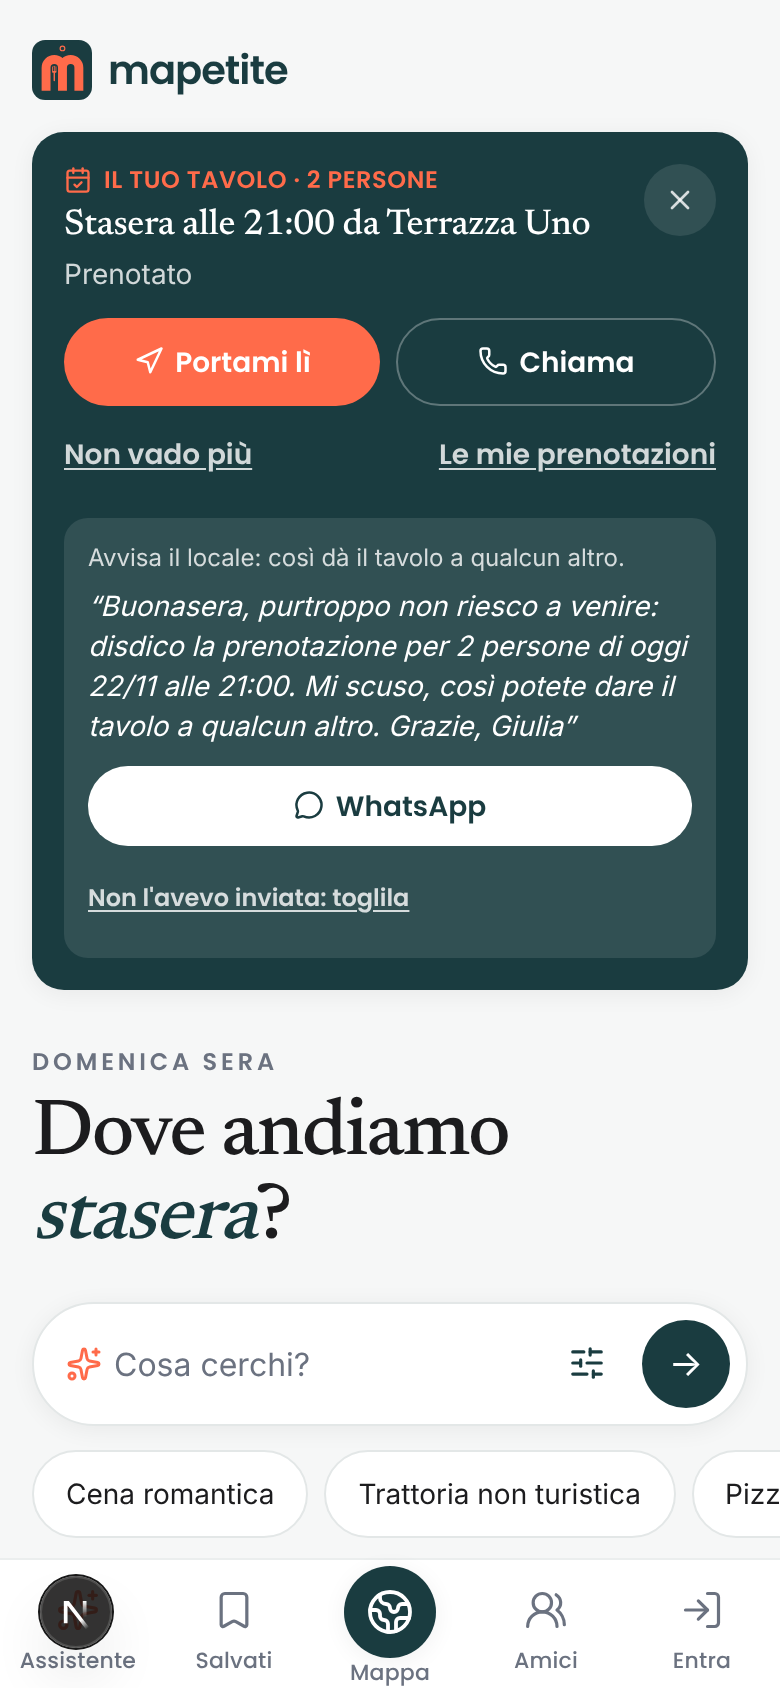 mapetite
IL TUO TAVOLO · 2 PERSONE
Stasera alle 21:00 da Terrazza Uno
Prenotato
Portami lì
Chiama
Non vado più
Le mie prenotazioni
Avvisa il locale: così dà il tavolo a qualcun altro.
“Buonasera, purtroppo non riesco a venire:
disdico la prenotazione per 2 persone di oggi
22/11 alle 21:00. Mi scuso, così potete dare il
tavolo a qualcun altro. Grazie, Giulia”
WhatsApp
Non l'avevo inviata: toglila
DOMENICA SERA
Dove andiamo
stasera?
Cosa cerchi?
Cena romantica
Trattoria non turistica
Pizz
N
Assistente
Salvati
Mappa
Amici
Entra